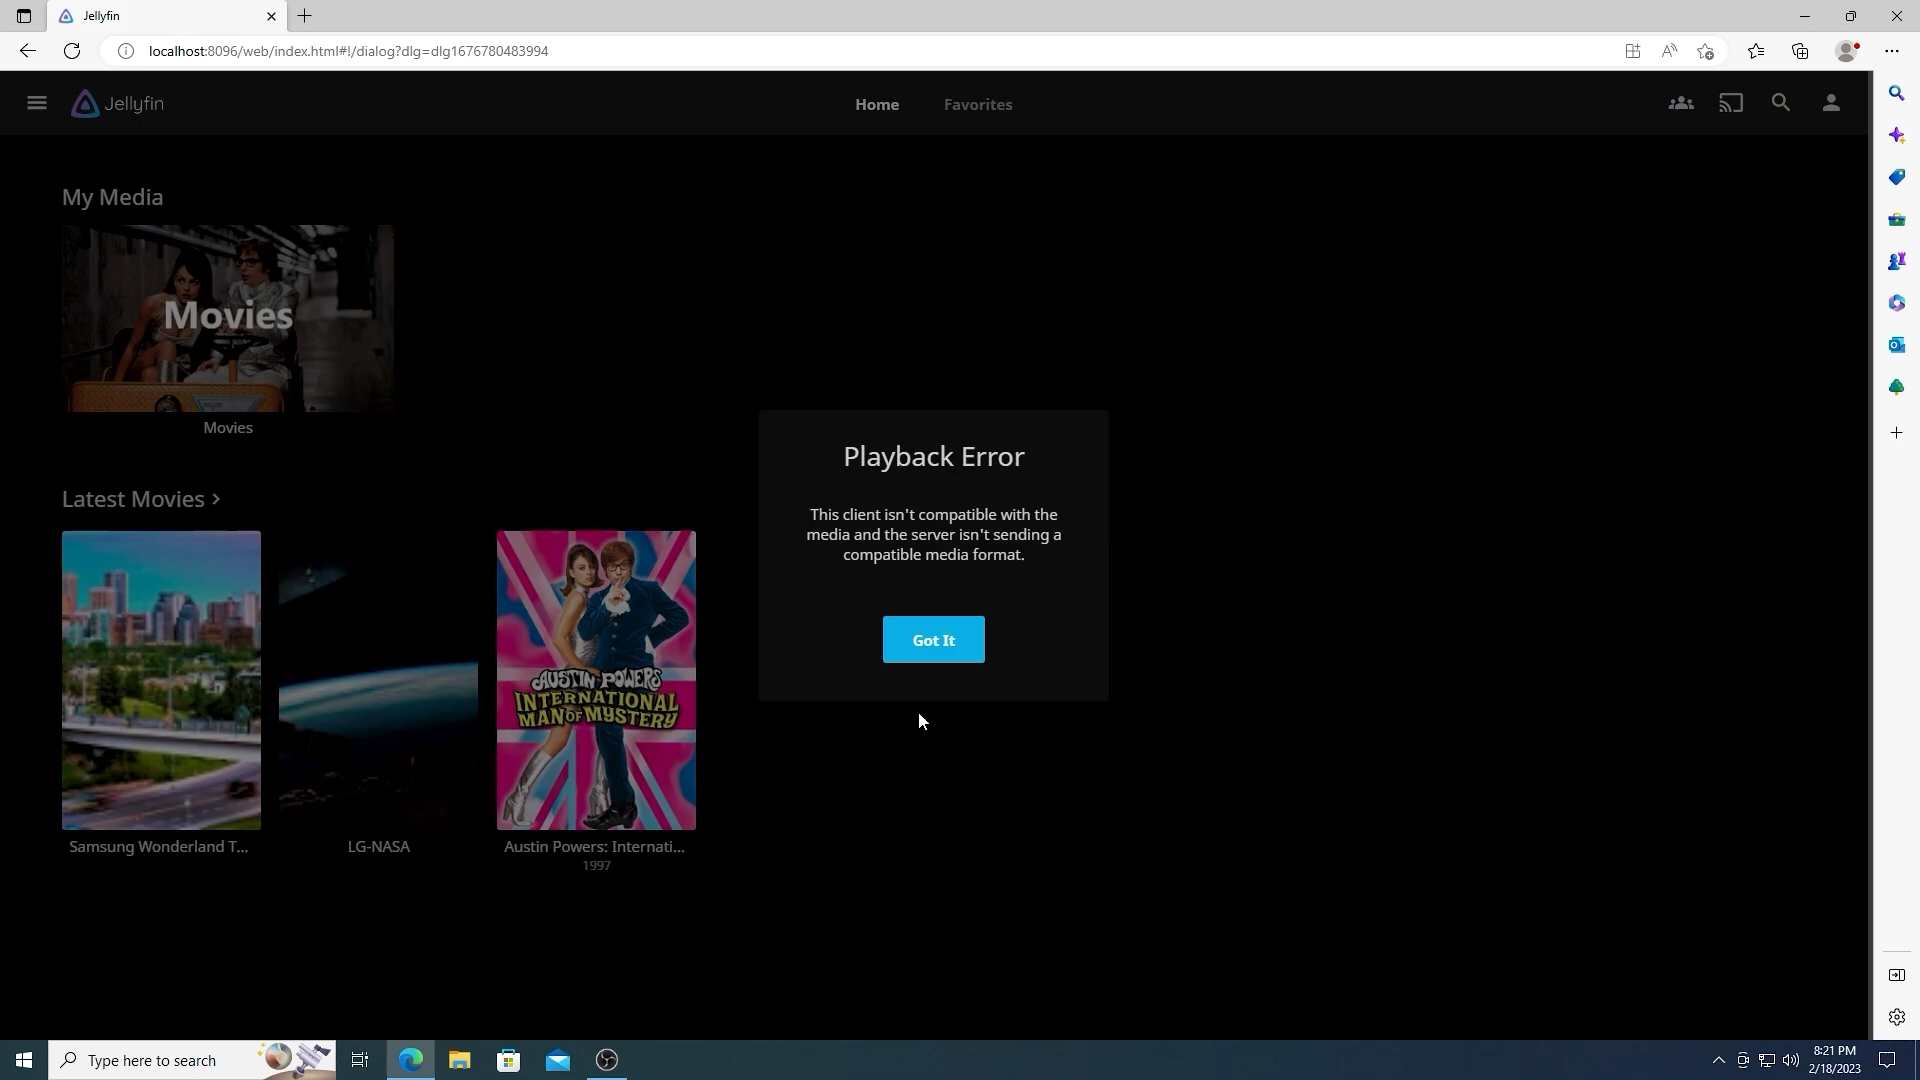 Jellyfin
localhost:8096/web/index.html#!/dialog?dlg=dlg1676780483994
Jellyfin
Home
Favorites
My Media
Movies
Movies
Latest Movies
Playback Error
This client isn't compatible with the
media and the server isn't sending a
compatible media format.
Got It
AUSTIN POWERS
INTERNATIONAL
MAN OF MYSTERY
Samsung Wonderland T...
LG-NASA
Austin Powers: Internati...
1997
Type here to search
8:21 PM
2/18/2023